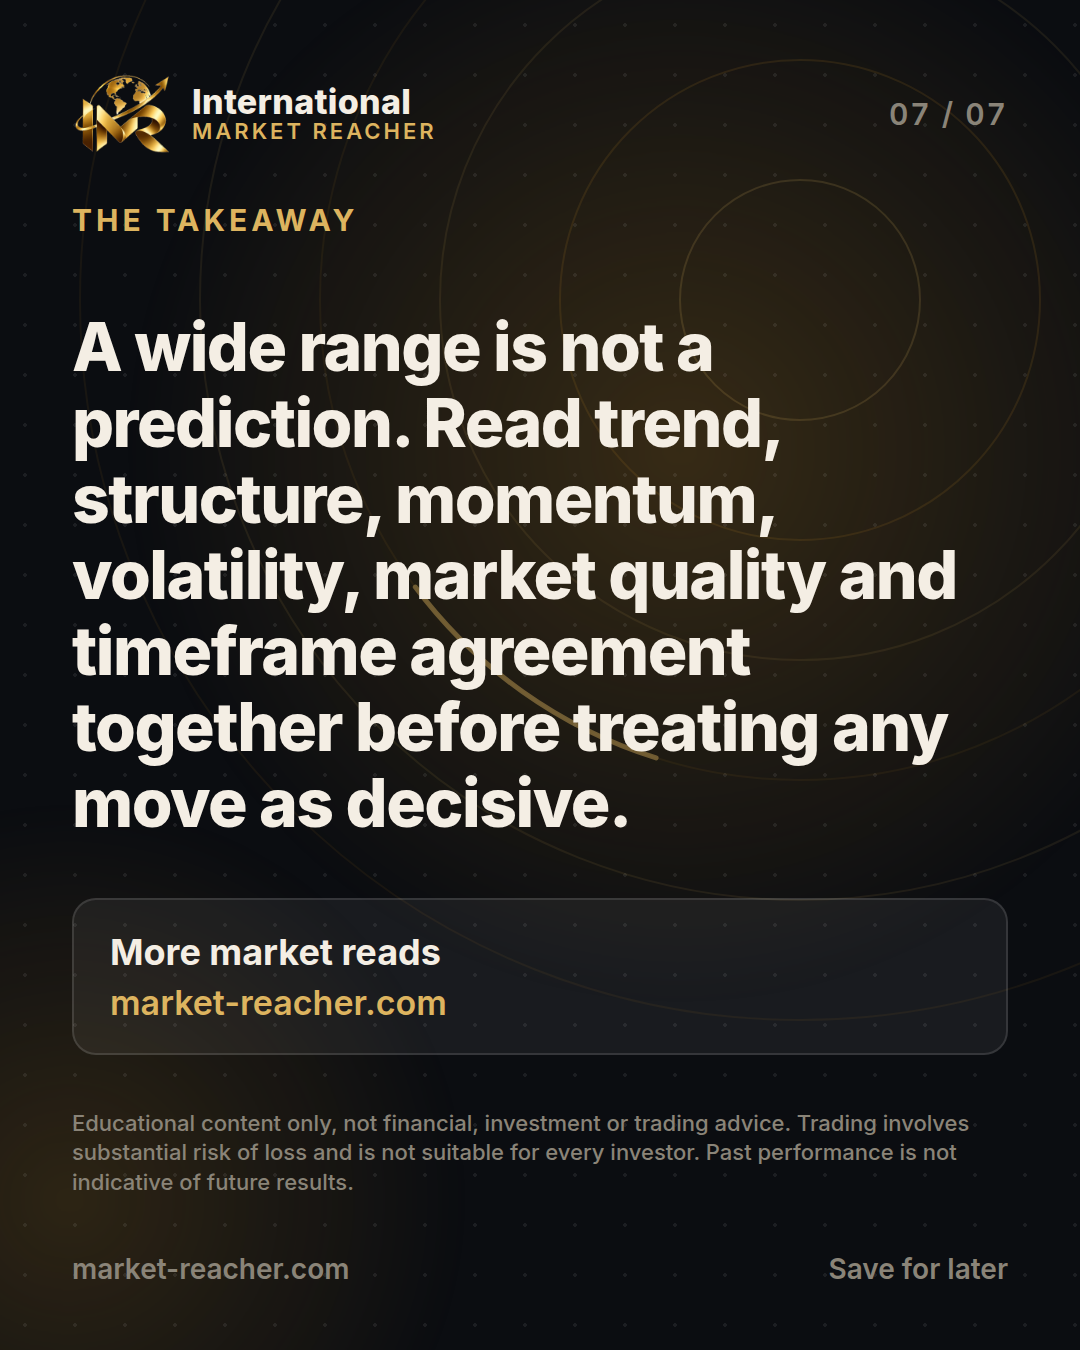 IMR
International
MARKET REACHER
07 / 07
THE TAKEAWAY
A wide range is not a
prediction. Read trend,
structure, momentum,
volatility, market quality and
timeframe agreement
together before treating any
move as decisive.
More market reads
market-reacher.com
Educational content only, not financial, investment or trading advice. Trading involves
substantial risk of loss and is not suitable for every investor. Past performance is not
indicative of future results.
market-reacher.com
Save for later